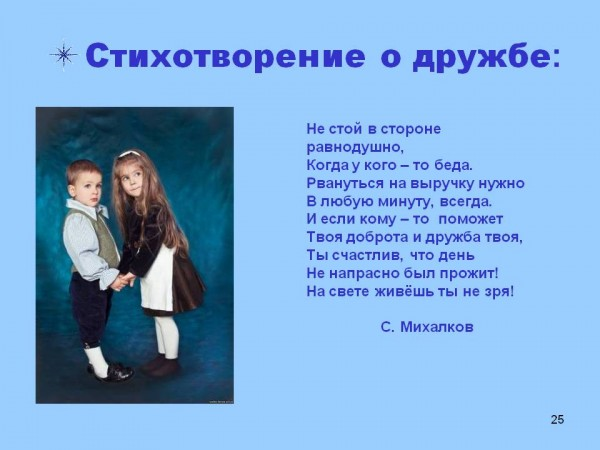 Стихотворение о дружбе:
Не стой в стороне
равнодушно,
Когда у кого – то беда.
Рвануться на выручку нужно
В любую минуту, всегда.
И если кому – то  поможет
Твоя доброта и дружба твоя,
Ты счастлив, что день
Не напрасно был прожит!
На свете живёшь ты не зря!
С. Михалков
25